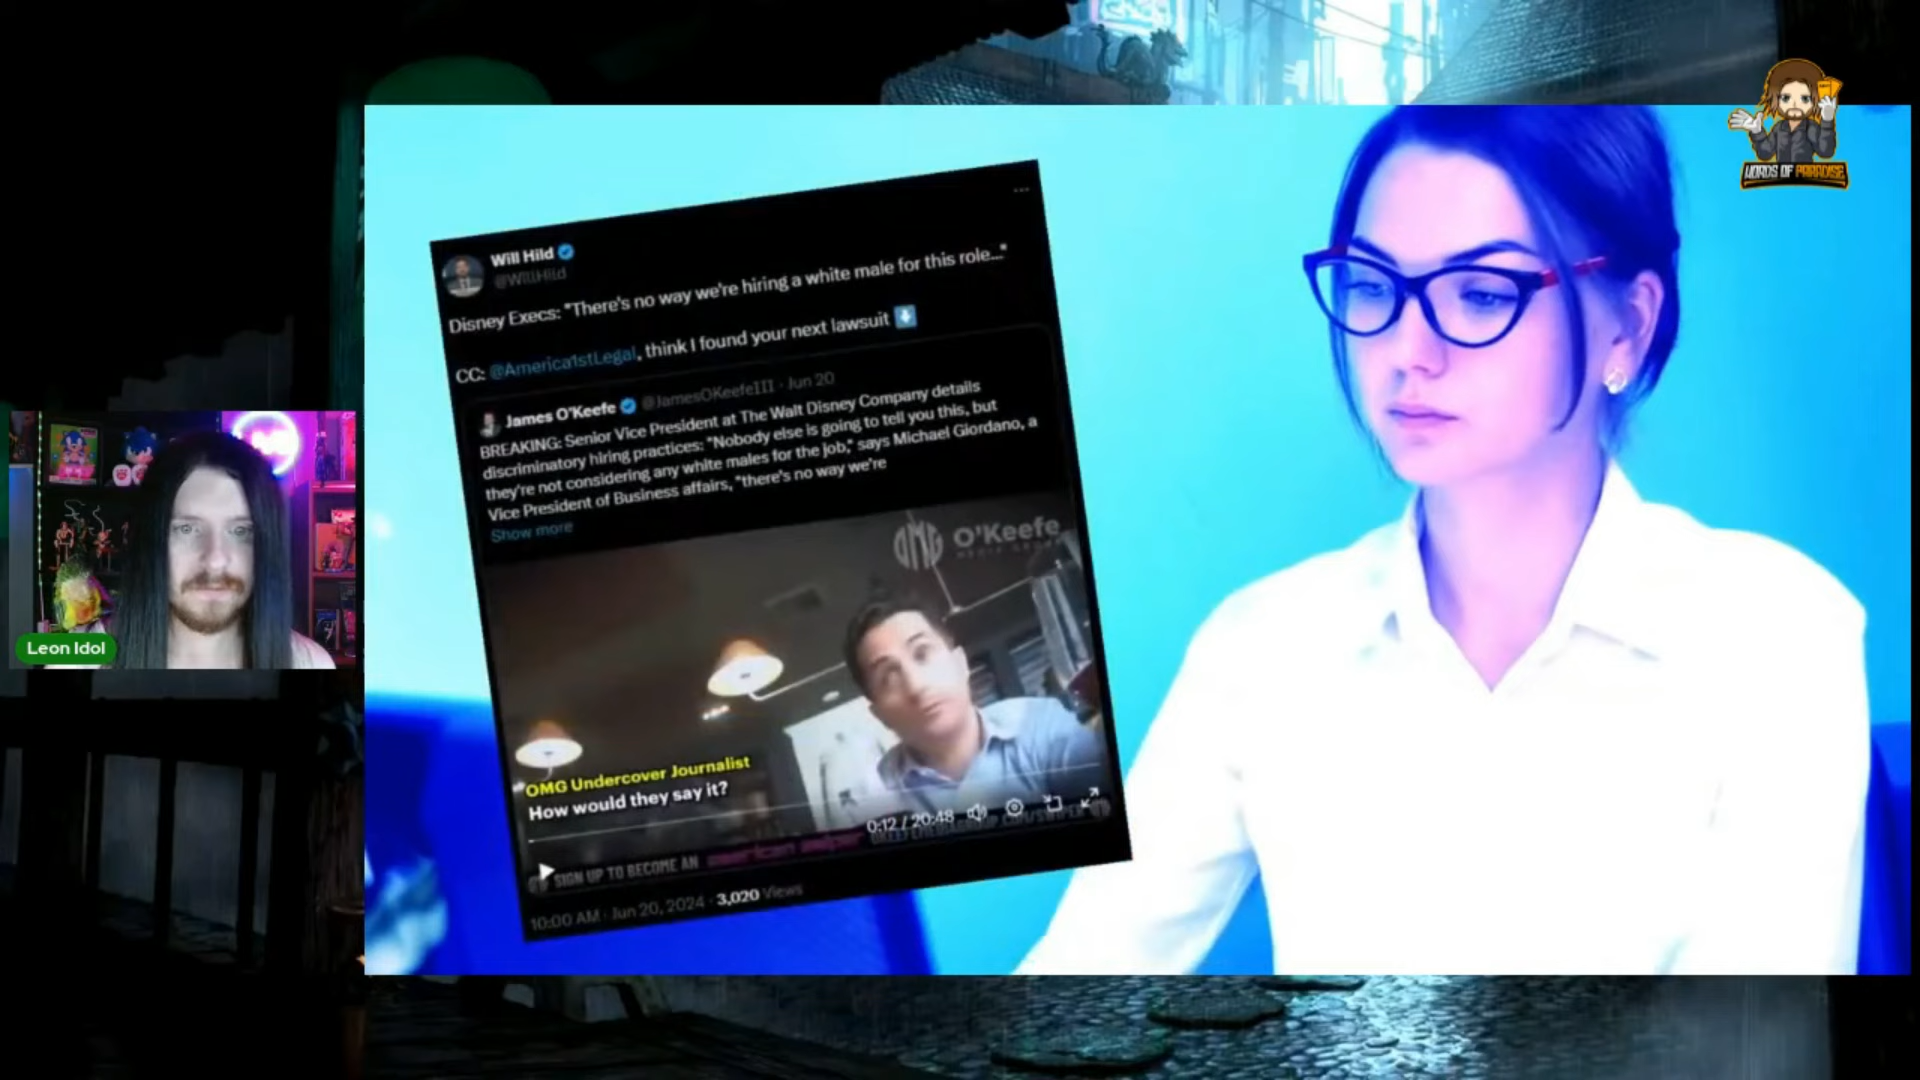 WORDS OF PARADISE
Will Hild
@WillHild
Disney Execs: "There's no way we're hiring a white male for this role..."
CC: @America1stLegal, think I found your next lawsuit
James O'Keefe @JamesOKeefeIII · Jun 20
BREAKING: Senior Vice President at The Walt Disney Company details
discriminatory hiring practices: "Nobody else is going to tell you this, but
they're not considering any white males for the job," says Michael Giordano, a
Vice President of Business affairs, "there's no way we're
Show more
OMG O'Keefe
MEDIA GROUP
OMG Undercover Journalist
How would they say it?
0:12 / 20:48
SIGN UP TO BECOME AN american swiper
10:00 AM · Jun 20, 2024 · 3,020 Views
Leon Idol